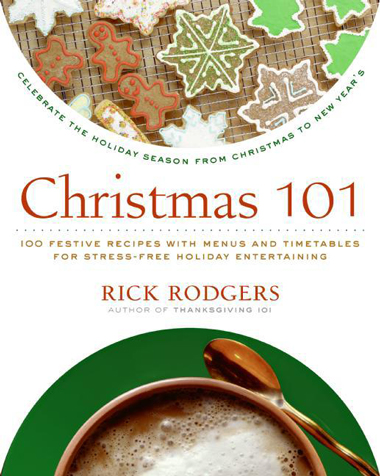 CELEBRATE THE HOLIDAY SEASON FROM CHRISTMAS TO NEW YEAR'S
Christmas 101
100 FESTIVE RECIPES WITH MENUS AND TIMETABLES
FOR STRESS-FREE HOLIDAY ENTERTAINING
RICK RODGERS
AUTHOR OF THANKSGIVING 101